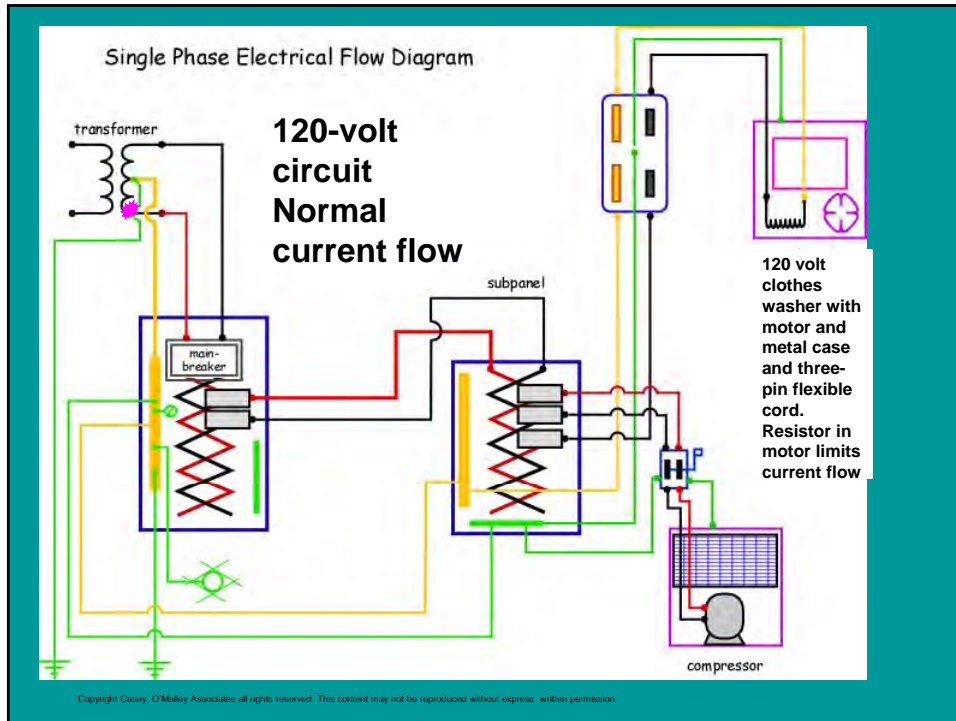 Single Phase Electrical Flow Diagram
transformer
120-volt
circuit
Normal
current flow
subpanel
main-
breaker
120 volt
clothes
washer with
motor and
metal case
and three-
pin flexible
cord.
Resistor in
motor limits
current flow
compressor
Copyright Casey, O'Malley Associates all rights reserved. This content may not be reproduced without express written permission.